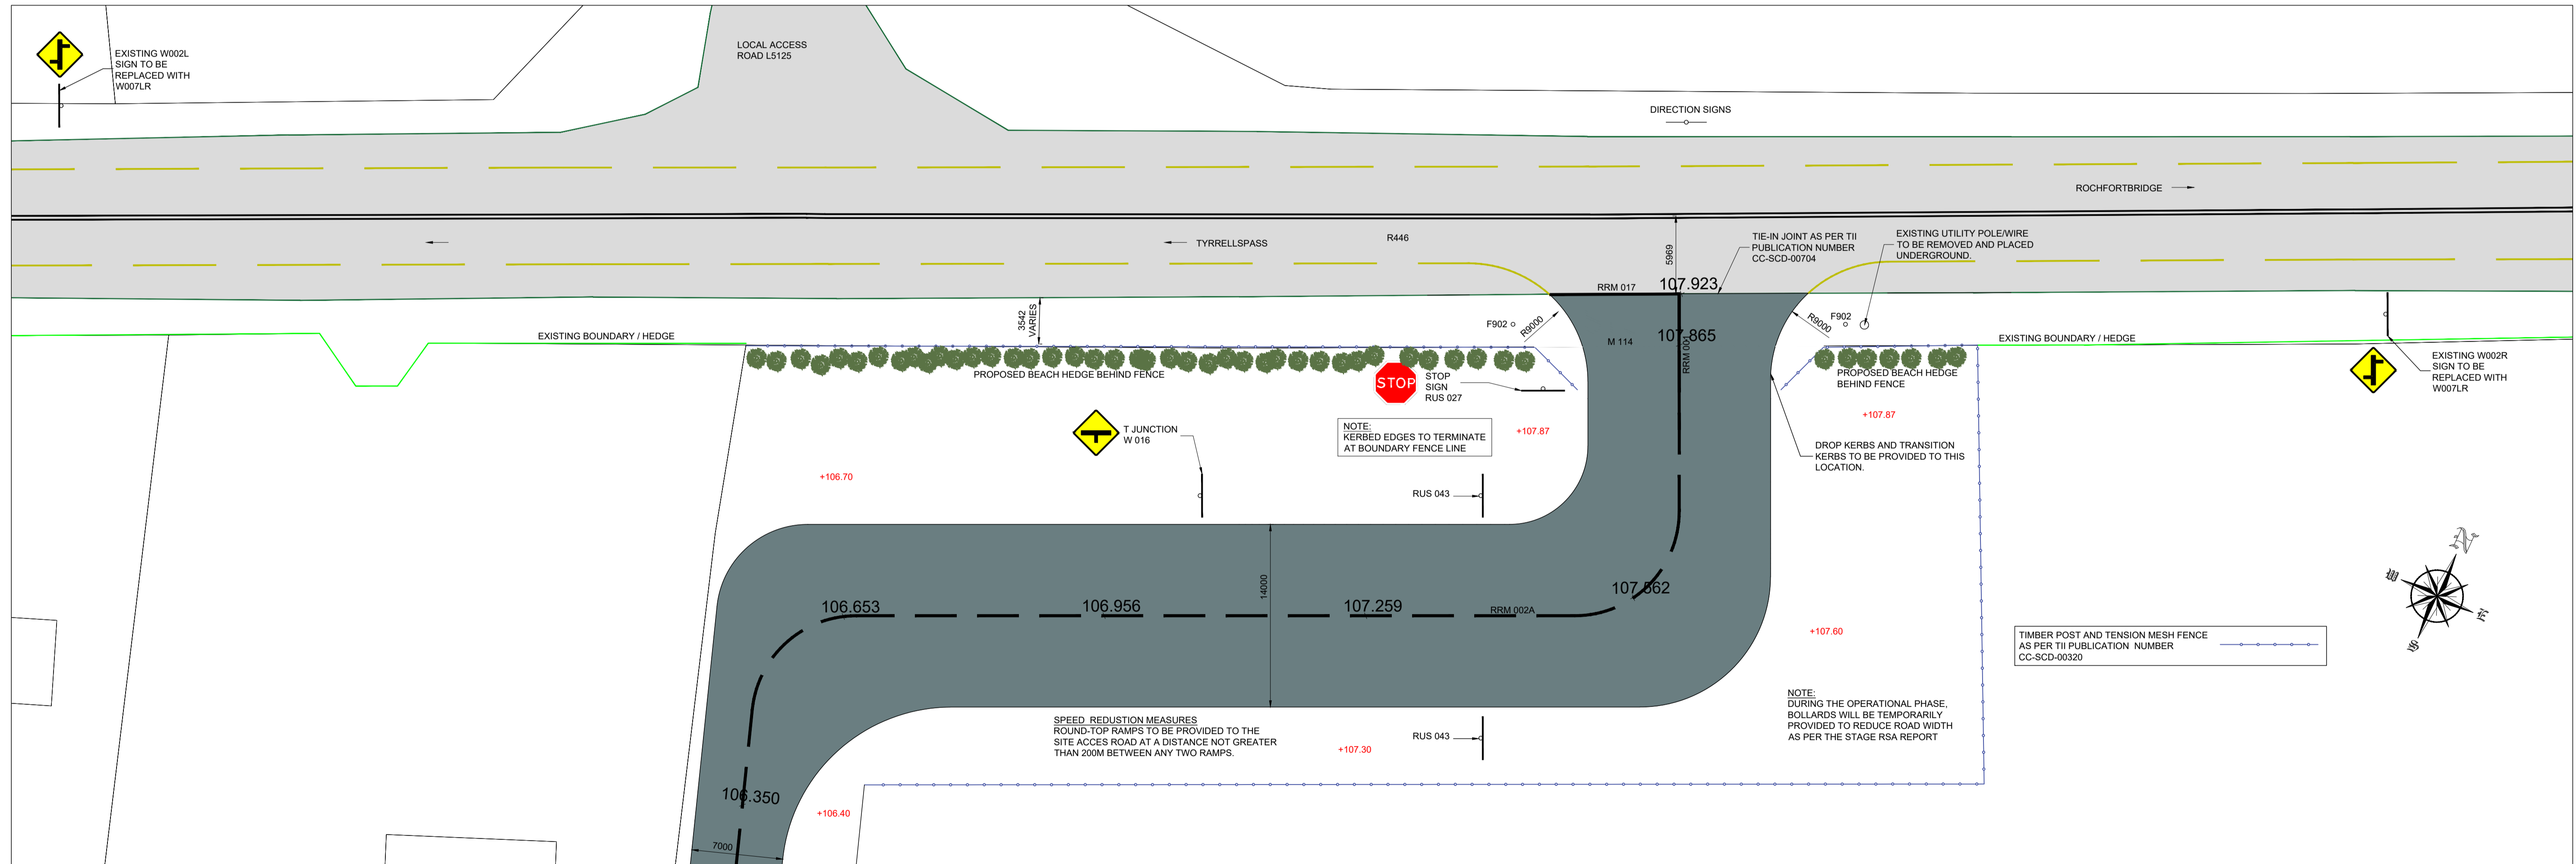 EXISTING W002L
SIGN TO BE
REPLACED WITH
W007LR
LOCAL ACCESS
ROAD L5125
DIRECTION SIGNS
ROCHFORTBRIDGE
TYRRELLSPASS
R446
5969
TIE-IN JOINT AS PER TII
PUBLICATION NUMBER
CC-SCD-00704
EXISTING UTILITY POLE/WIRE
TO BE REMOVED AND PLACED
UNDERGROUND.
RRM 017
107.923
3542
VARIES
F902
R9000
107.865
M 114
RRM 001
R9000
F902
EXISTING BOUNDARY / HEDGE
EXISTING BOUNDARY / HEDGE
PROPOSED BEACH HEDGE BEHIND FENCE
STOP
STOP
SIGN
RUS 027
PROPOSED BEACH HEDGE
BEHIND FENCE
EXISTING W002R
SIGN TO BE
REPLACED WITH
W007LR
T JUNCTION
W 016
NOTE:
KERBED EDGES TO TERMINATE
AT BOUNDARY FENCE LINE
+107.87
+107.87
DROP KERBS AND TRANSITION
KERBS TO BE PROVIDED TO THIS
LOCATION.
+106.70
RUS 043
14000
106.653
106.956
107.259
RRM 002A
107.562
+107.60
N
W
E
S
TIMBER POST AND TENSION MESH FENCE
AS PER TII PUBLICATION NUMBER
CC-SCD-00320
SPEED REDUSTION MEASURES
ROUND-TOP RAMPS TO BE PROVIDED TO THE
SITE ACCES ROAD AT A DISTANCE NOT GREATER
THAN 200M BETWEEN ANY TWO RAMPS.
+107.30
RUS 043
NOTE:
DURING THE OPERATIONAL PHASE,
BOLLARDS WILL BE TEMPORARILY
PROVIDED TO REDUCE ROAD WIDTH
AS PER THE STAGE RSA REPORT
106.350
+106.40
7000